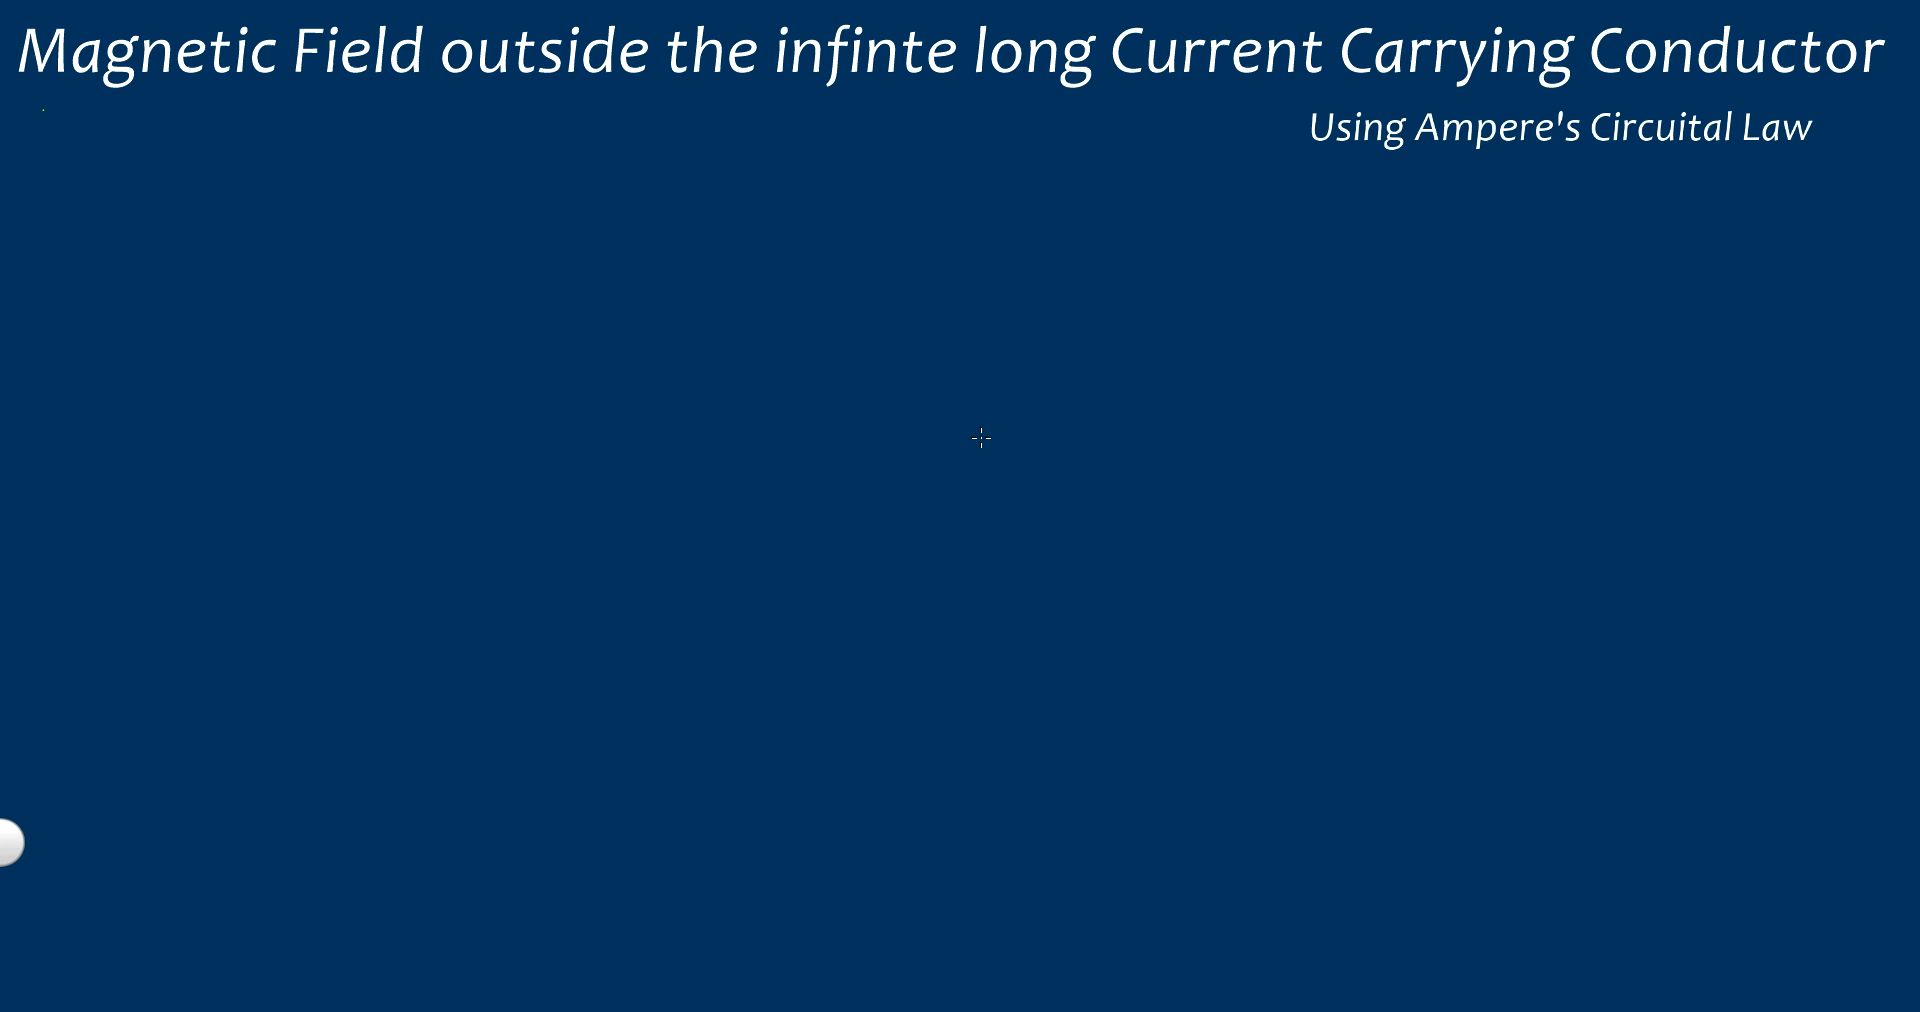 Magnetic Field outside the infinte long Current Carrying Conductor
Using Ampere's Circuital Law